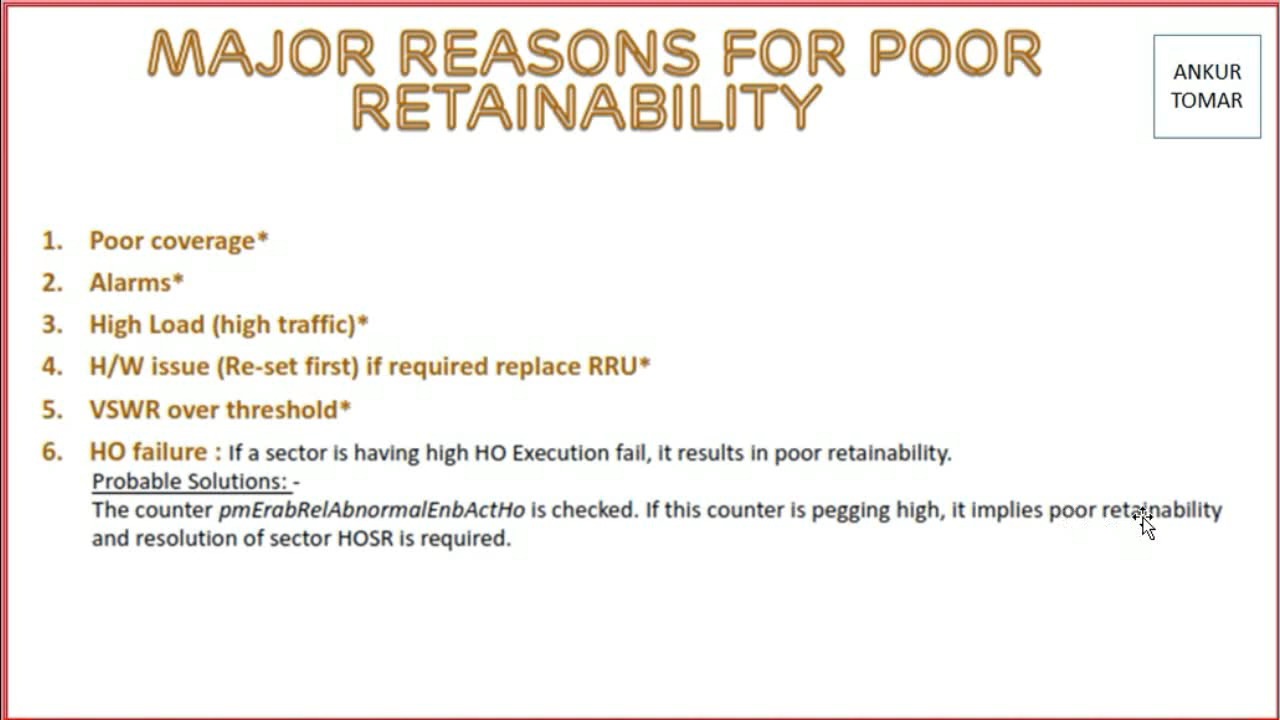 MAJOR REASONS FOR POOR
RETAINABILITY
ANKUR
TOMAR
1. Poor coverage*
2. Alarms*
3. High Load (high traffic)*
4. H/W issue (Re-set first) if required replace RRU*
5. VSWR over threshold*
6. HO failure : If a sector is having high HO Execution fail, it results in poor retainability.
Probable Solutions: -
The counter pmErabRelAbnormalEnbActHo is checked. If this counter is pegging high, it implies poor retainability
and resolution of sector HOSR is required.